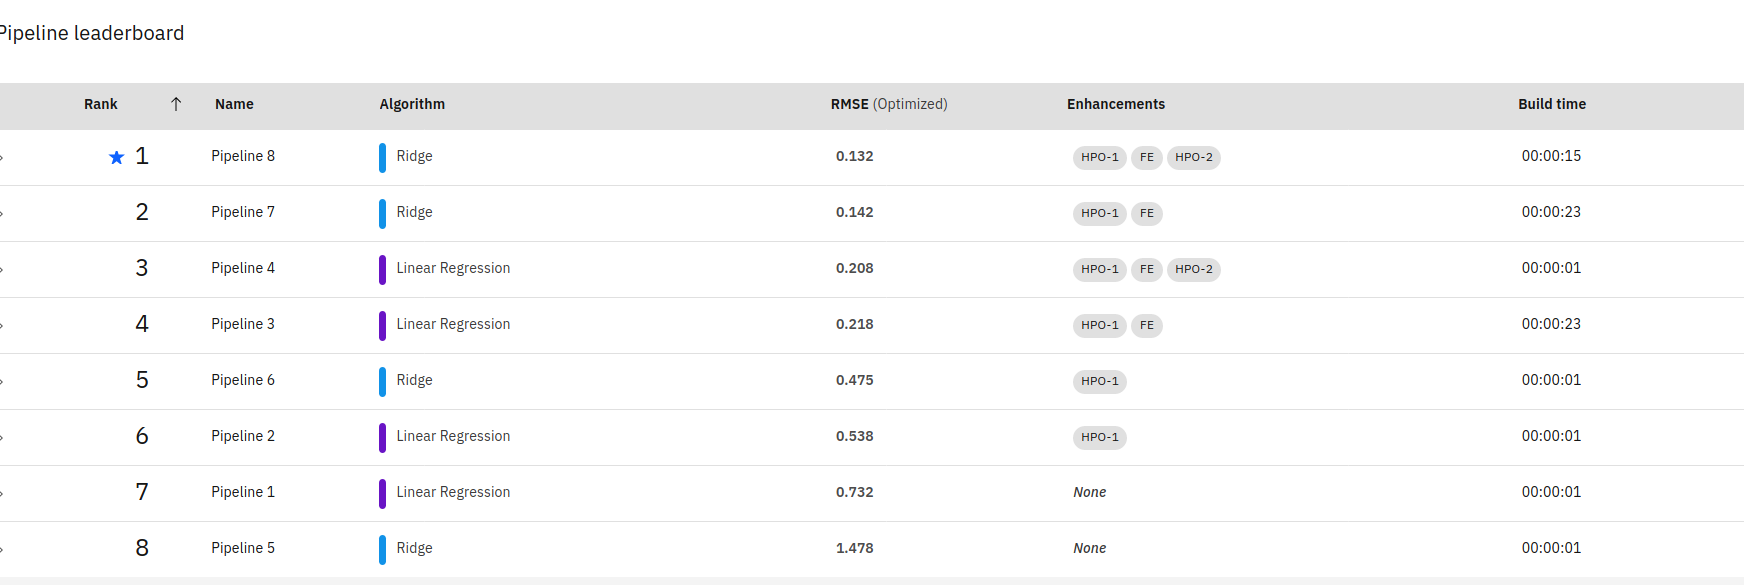 Pipeline leaderboard
Rank Name Algorithm RMSE (Optimized) Enhancements Build time
1 Pipeline 8 Ridge 0.132 HPO-1 FE HPO-2 00:00:15
2 Pipeline 7 Ridge 0.142 HPO-1 FE 00:00:23
3 Pipeline 4 Linear Regression 0.208 HPO-1 FE HPO-2 00:00:01
4 Pipeline 3 Linear Regression 0.218 HPO-1 FE 00:00:23
5 Pipeline 6 Ridge 0.475 HPO-1 00:00:01
6 Pipeline 2 Linear Regression 0.538 HPO-1 00:00:01
7 Pipeline 1 Linear Regression 0.732 None 00:00:01
8 Pipeline 5 Ridge 1.478 None 00:00:01